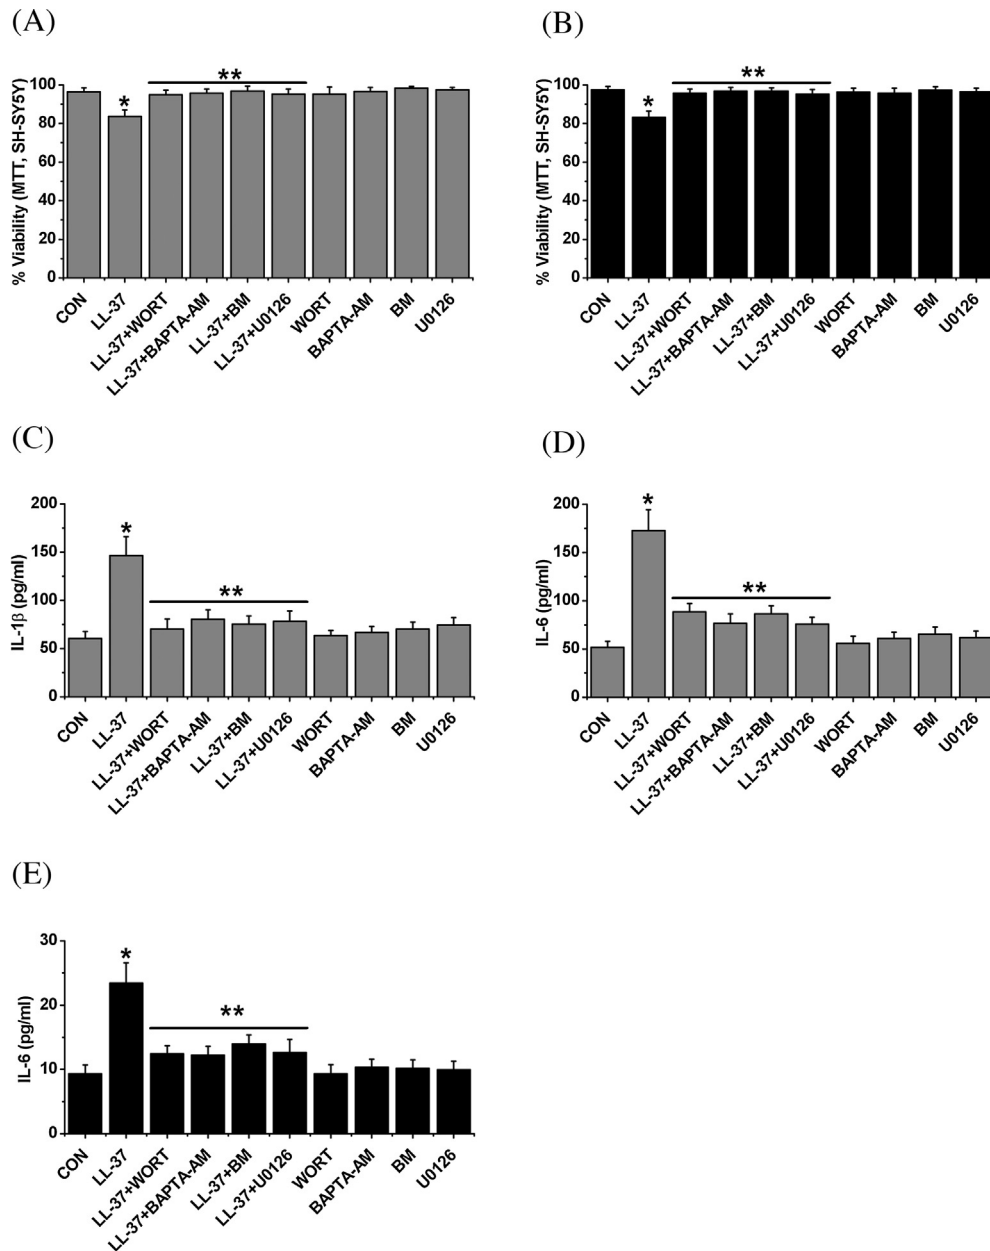 (A)
% Viability (MTT, SH-SY5Y)
100
80
60
40
20
0
*
**
CON
LL-37
LL-37+WORT
LL-37+BAPTA-AM
LL-37+BM
LL-37+U0126
WORT
BAPTA-AM
BM
U0126
(B)
% Viability (MTT, SH-SY5Y)
100
80
60
40
20
0
*
**
CON
LL-37
LL-37+WORT
LL-37+BAPTA-AM
LL-37+BM
LL-37+U0126
WORT
BAPTA-AM
BM
U0126
(C)
IL-1β (pg/ml)
200
150
100
50
0
*
**
CON
LL-37
LL-37+WORT
LL-37+BAPTA-AM
LL-37+BM
LL-37+U0126
WORT
BAPTA-AM
BM
U0126
(D)
IL-6 (pg/ml)
200
150
100
50
0
*
**
CON
LL-37
LL-37+WORT
LL-37+BAPTA-AM
LL-37+BM
LL-37+U0126
WORT
BAPTA-AM
BM
U0126
(E)
IL-6 (pg/ml)
30
20
10
0
*
**
CON
LL-37
LL-37+WORT
LL-37+BAPTA-AM
LL-37+BM
LL-37+U0126
WORT
BAPTA-AM
BM
U0126